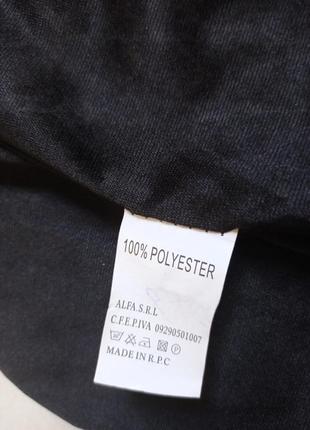 100% POLYESTER
ALFA.S.R.L
C.F.E.P.IVA 09290501007
MADE IN R.P.C